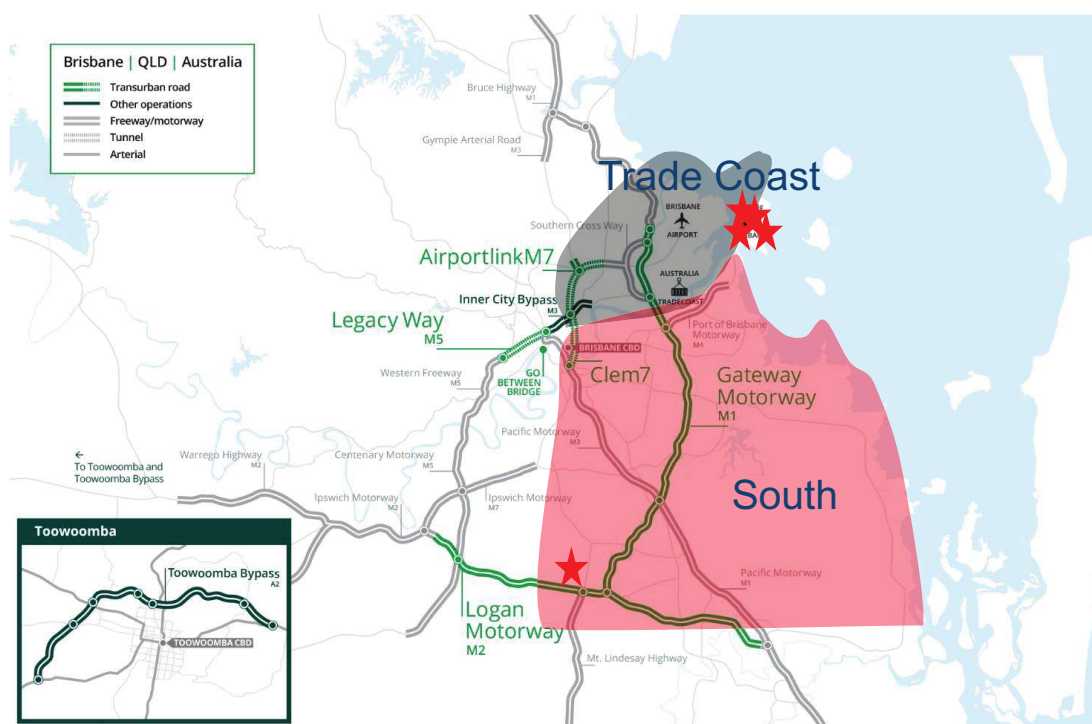 Brisbane | QLD | Australia
Transurban road
Other operations
Freeway/motorway
Tunnel
Arterial
Bruce Highway
M1
Gympie Arterial Road
M3
Trade Coast
BRISBANE
AIRPORT
Southern Cross Way
AirportlinkM7
AUSTRALIA
TRADECOAST
Inner City Bypass
M3
Legacy Way
M5
Port of Brisbane
Motorway
M4
BRISBANE CBD
GO
BETWEEN
BRIDGE
Clem7
Western Freeway
M5
Gateway
Motorway
M1
Pacific Motorway
M3
Warrego Highway
M2
Centenary Motorway
M5
←
To Toowoomba and
Toowoomba Bypass
Ipswich Motorway
M2
Ipswich Motorway
M7
South
Toowoomba
Toowoomba Bypass
A2
TOOWOOMBA CBD
Pacific Motorway
M1
Logan
Motorway
M2
Mt. Lindesay Highway